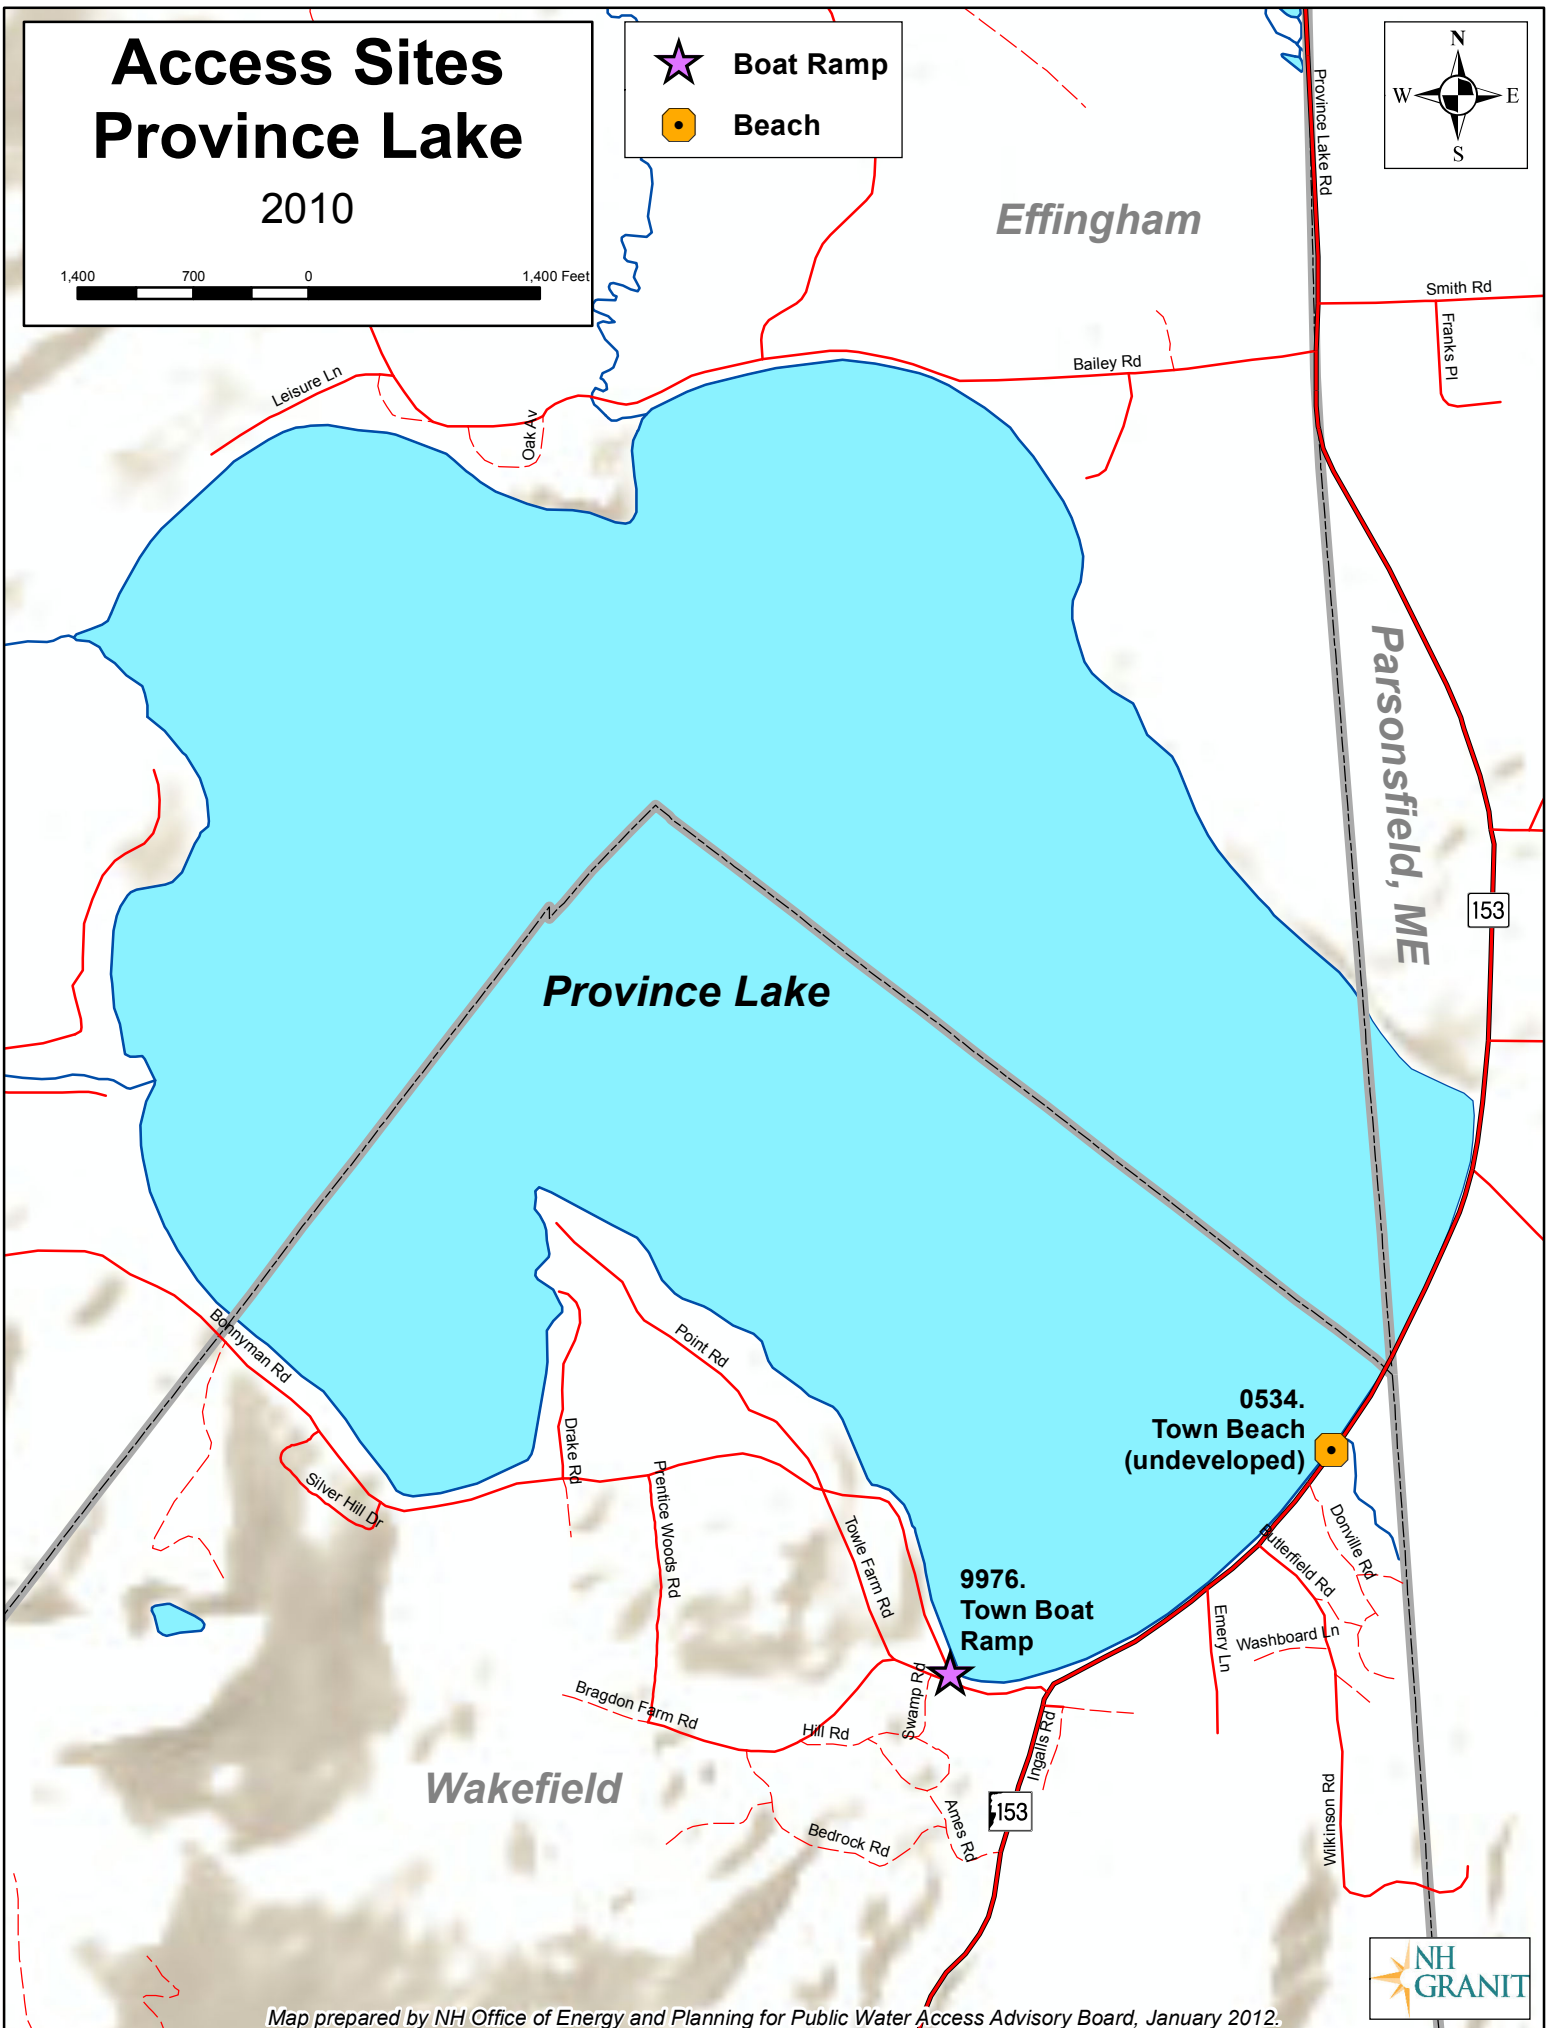 Access Sites
Province Lake
2010
1,400 700 0 1,400 Feet
Boat Ramp
Beach
N
W E
S
Province Lake Rd
Effingham
Smith Rd
Franks Pl
Bailey Rd
Leisure Ln
Oak Av
Parsonsfield, ME
153
Province Lake
Bonnyman Rd
Point Rd
0534.
Town Beach
(undeveloped)
Drake Rd
Silver Hill Dr
Prentice Woods Rd
Towle Farm Rd
Donville Rd
Butlerfield Rd
9976.
Town Boat
Ramp
Emery Ln
Washboard Ln
Swamp Rd
Bragdon Farm Rd
Hill Rd
Ingalls Rd
Wakefield
153
Ames Rd
Bedrock Rd
Wilkinson Rd
NH
GRANIT
Map prepared by NH Office of Energy and Planning for Public Water Access Advisory Board, January 2012.